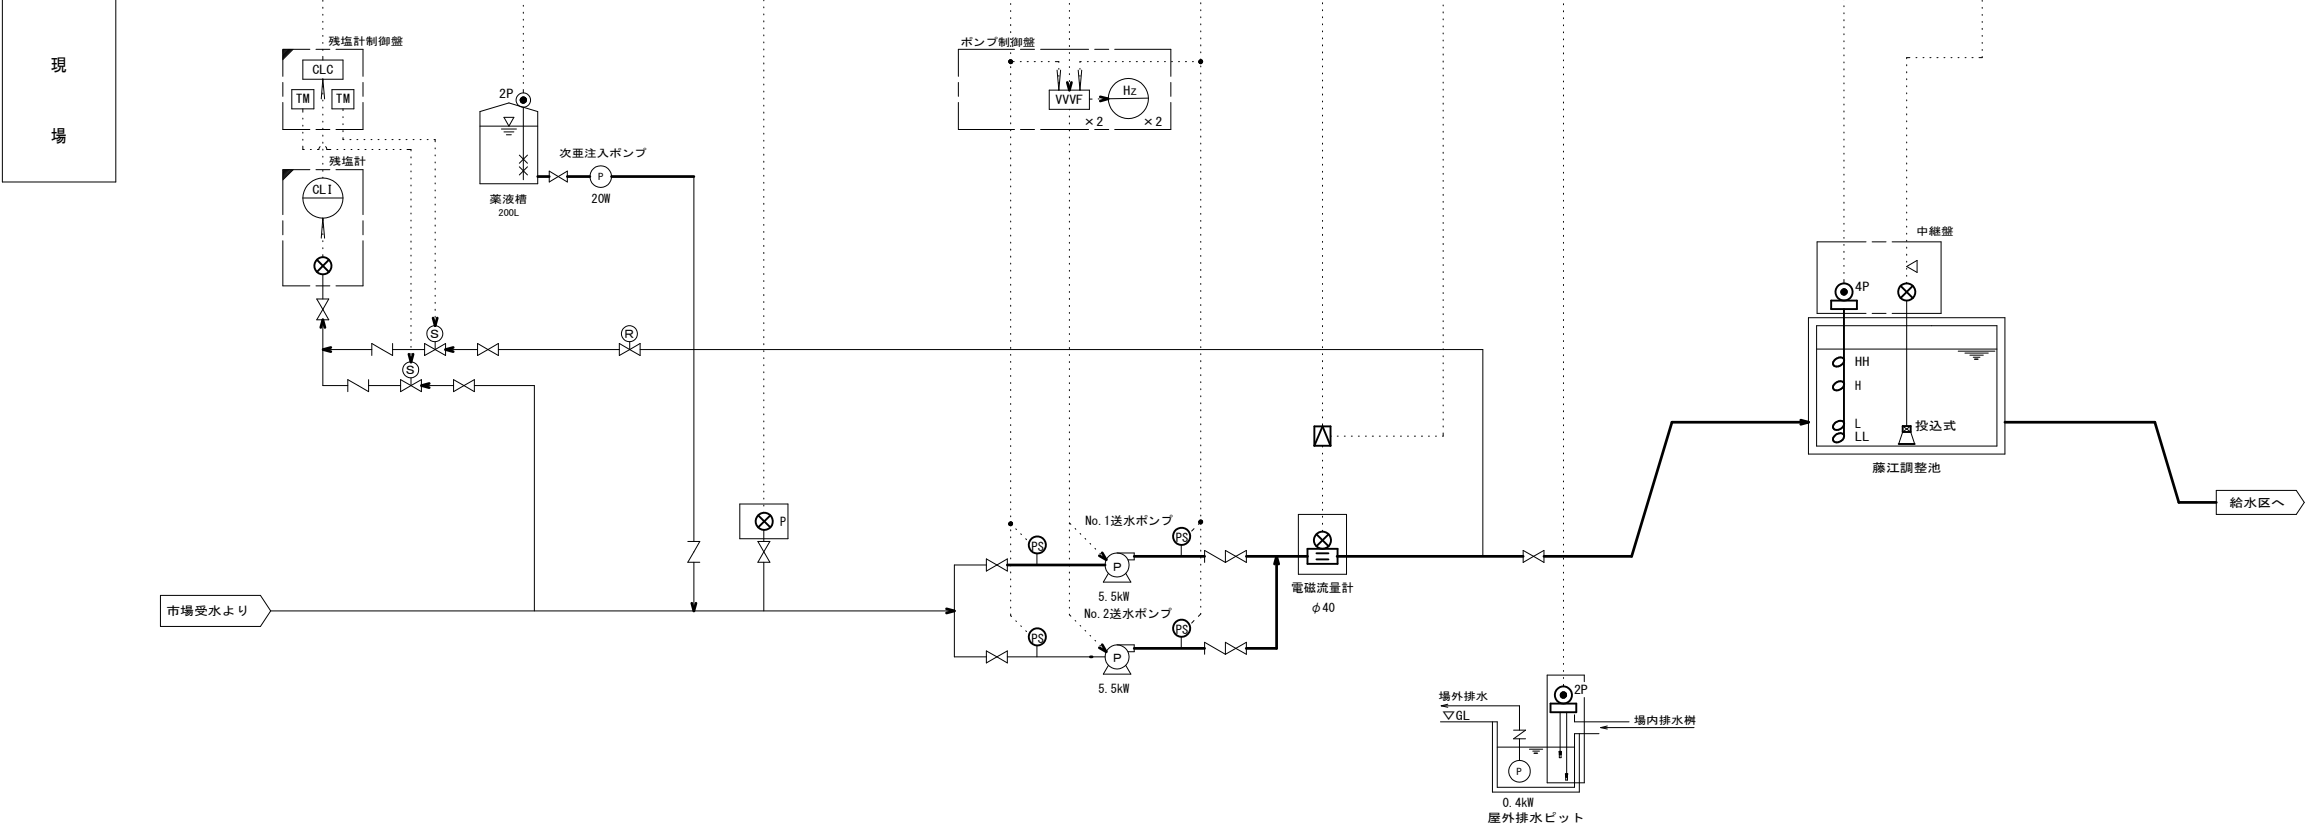 現
場
残塩計制御盤
CLC
TM
TM
残塩計
CLI
2P
薬液槽
200L
次亜注入ポンプ
P
20W
ポンプ制御盤
VVVF
Hz
×2
×2
S
S
R
P
市場受水より
PS
No.1送水ポンプ
P
5.5kW
PS
PS
No.2送水ポンプ
P
5.5kW
PS
電磁流量計
φ40
中継盤
4P
HH
H
L
LL
投込式
藤江調整池
給水区へ
場外排水
▽GL
P
2P
場内排水桝
0.4kW
屋外排水ピット